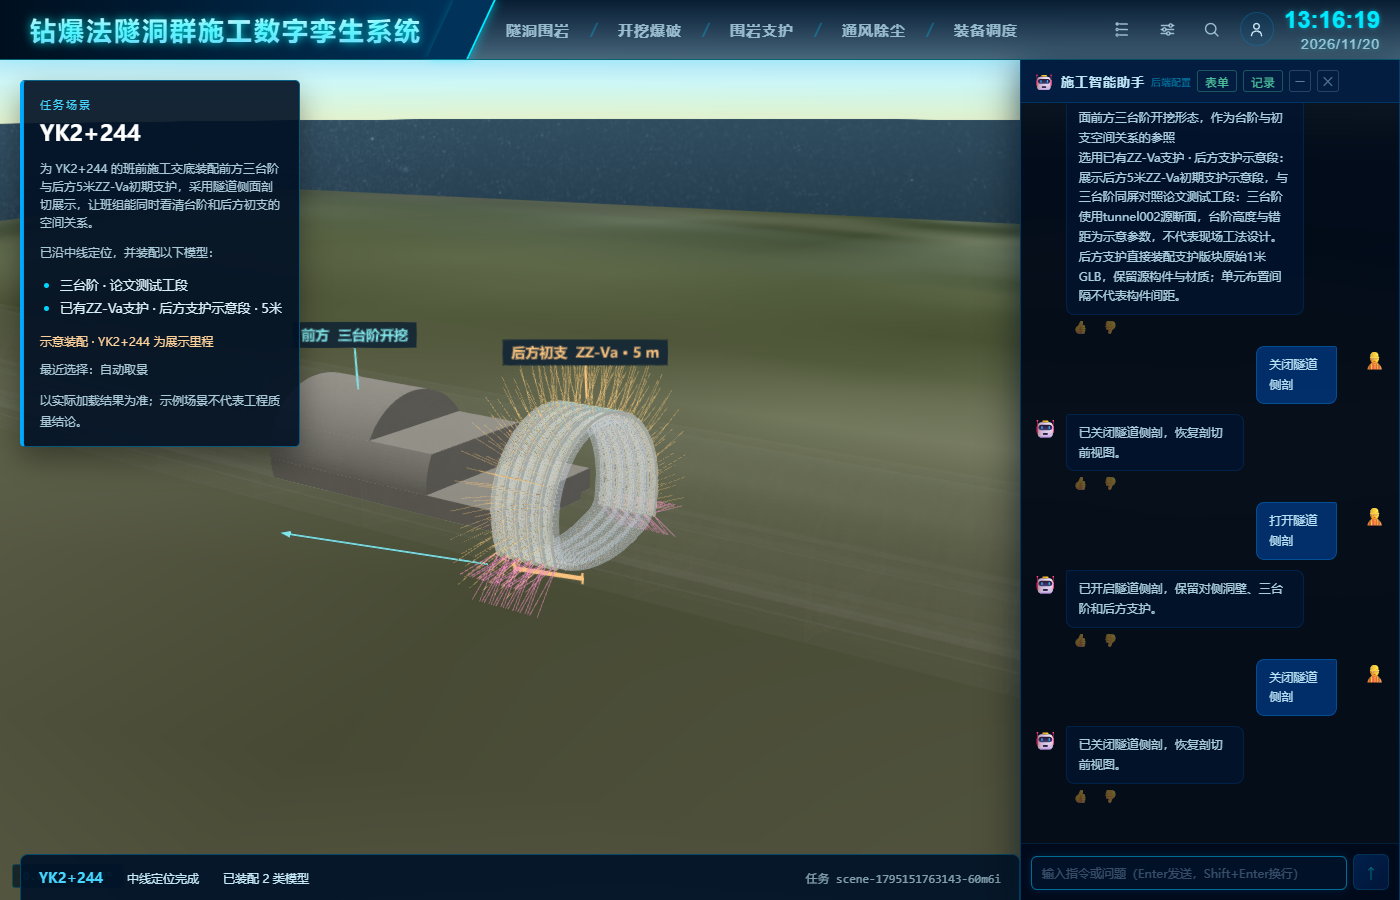 钻爆法隧洞群施工数字孪生系统
隧洞围岩 / 开挖爆破 / 围岩支护 / 通风除尘 / 装备调度
13:16:19
2026/11/20
任务场景
YK2+244
为 YK2+244 的班前施工交底装配前方三台阶
与后方5米ZZ-Va初期支护，采用隧道侧面剖
切展示，让班组能同时看清台阶和后方初支的
空间关系。
已沿中线定位，并装配以下模型：
三台阶 · 论文测试工段
已有ZZ-Va支护 · 后方支护示意段 · 5米
示意装配 · YK2+244 为展示里程
最近选择：自动取景
以实际加载结果为准；示例场景不代表工程质
量结论。
前方 三台阶开挖
后方初支 ZZ-Va • 5 m
YK2+244 中线定位完成 已装配 2 类模型
任务 scene-1795151763143-60m6i
施工智能助手 后端配置 表单 记录
面前方三台阶开挖形态，作为台阶与初
支空间关系的参照
选用已有ZZ-Va支护 · 后方支护示意段：
展示后方5米ZZ-Va初期支护示意段，与
三台阶同屏对照论文测试工段：三台阶
使用tunnel002源断面，台阶高度与错
距为示意参数，不代表现场工法设计。
后方支护直接装配支护版块原始1米
GLB，保留源构件与材质；单元布置间
隔不代表构件间距。
关闭隧道
侧剖
已关闭隧道侧剖，恢复剖切
前视图。
打开隧道
侧剖
已开启隧道侧剖，保留对侧洞壁、三台
阶和后方支护。
关闭隧道
侧剖
已关闭隧道侧剖，恢复剖切
前视图。
输入指令或问题（Enter发送，Shift+Enter换行）